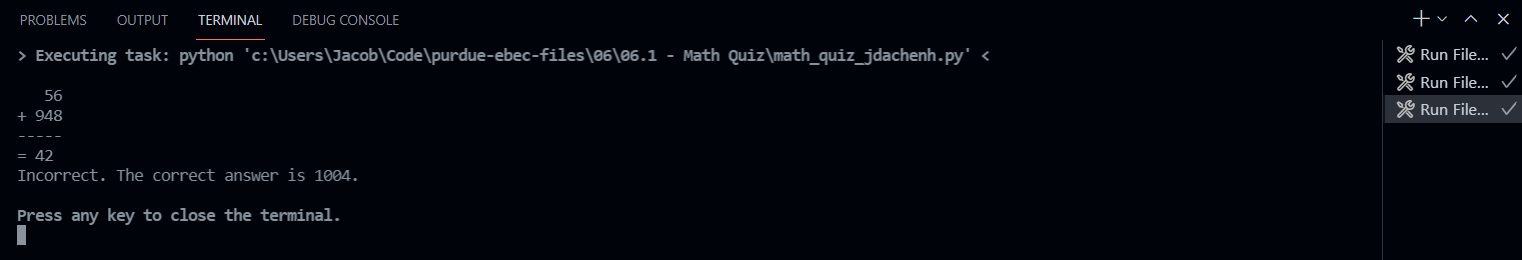 PROBLEMS OUTPUT TERMINAL DEBUG CONSOLE
> Executing task: python 'c:\Users\Jacob\Code\purdue-ebec-files\06\06.1 - Math Quiz\math_quiz_jdachenh.py' <
Run File...
   56
Run File...
+ 948
Run File...
-----
= 42
Incorrect. The correct answer is 1004.
Press any key to close the terminal.